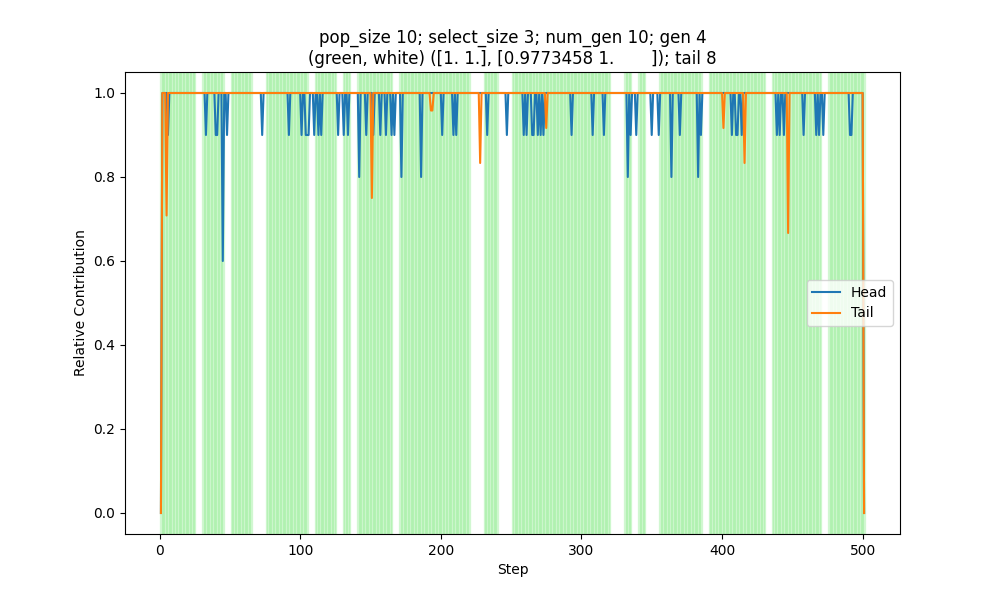 pop_size 10; select_size 3; num_gen 10; gen 4
(green, white) ([1. 1.], [0.9773458 1.        ]); tail 8
1.0
0.8
0.6
0.4
0.2
0.0
Relative Contribution
Head
Tail
0
100
200
300
400
500
Step